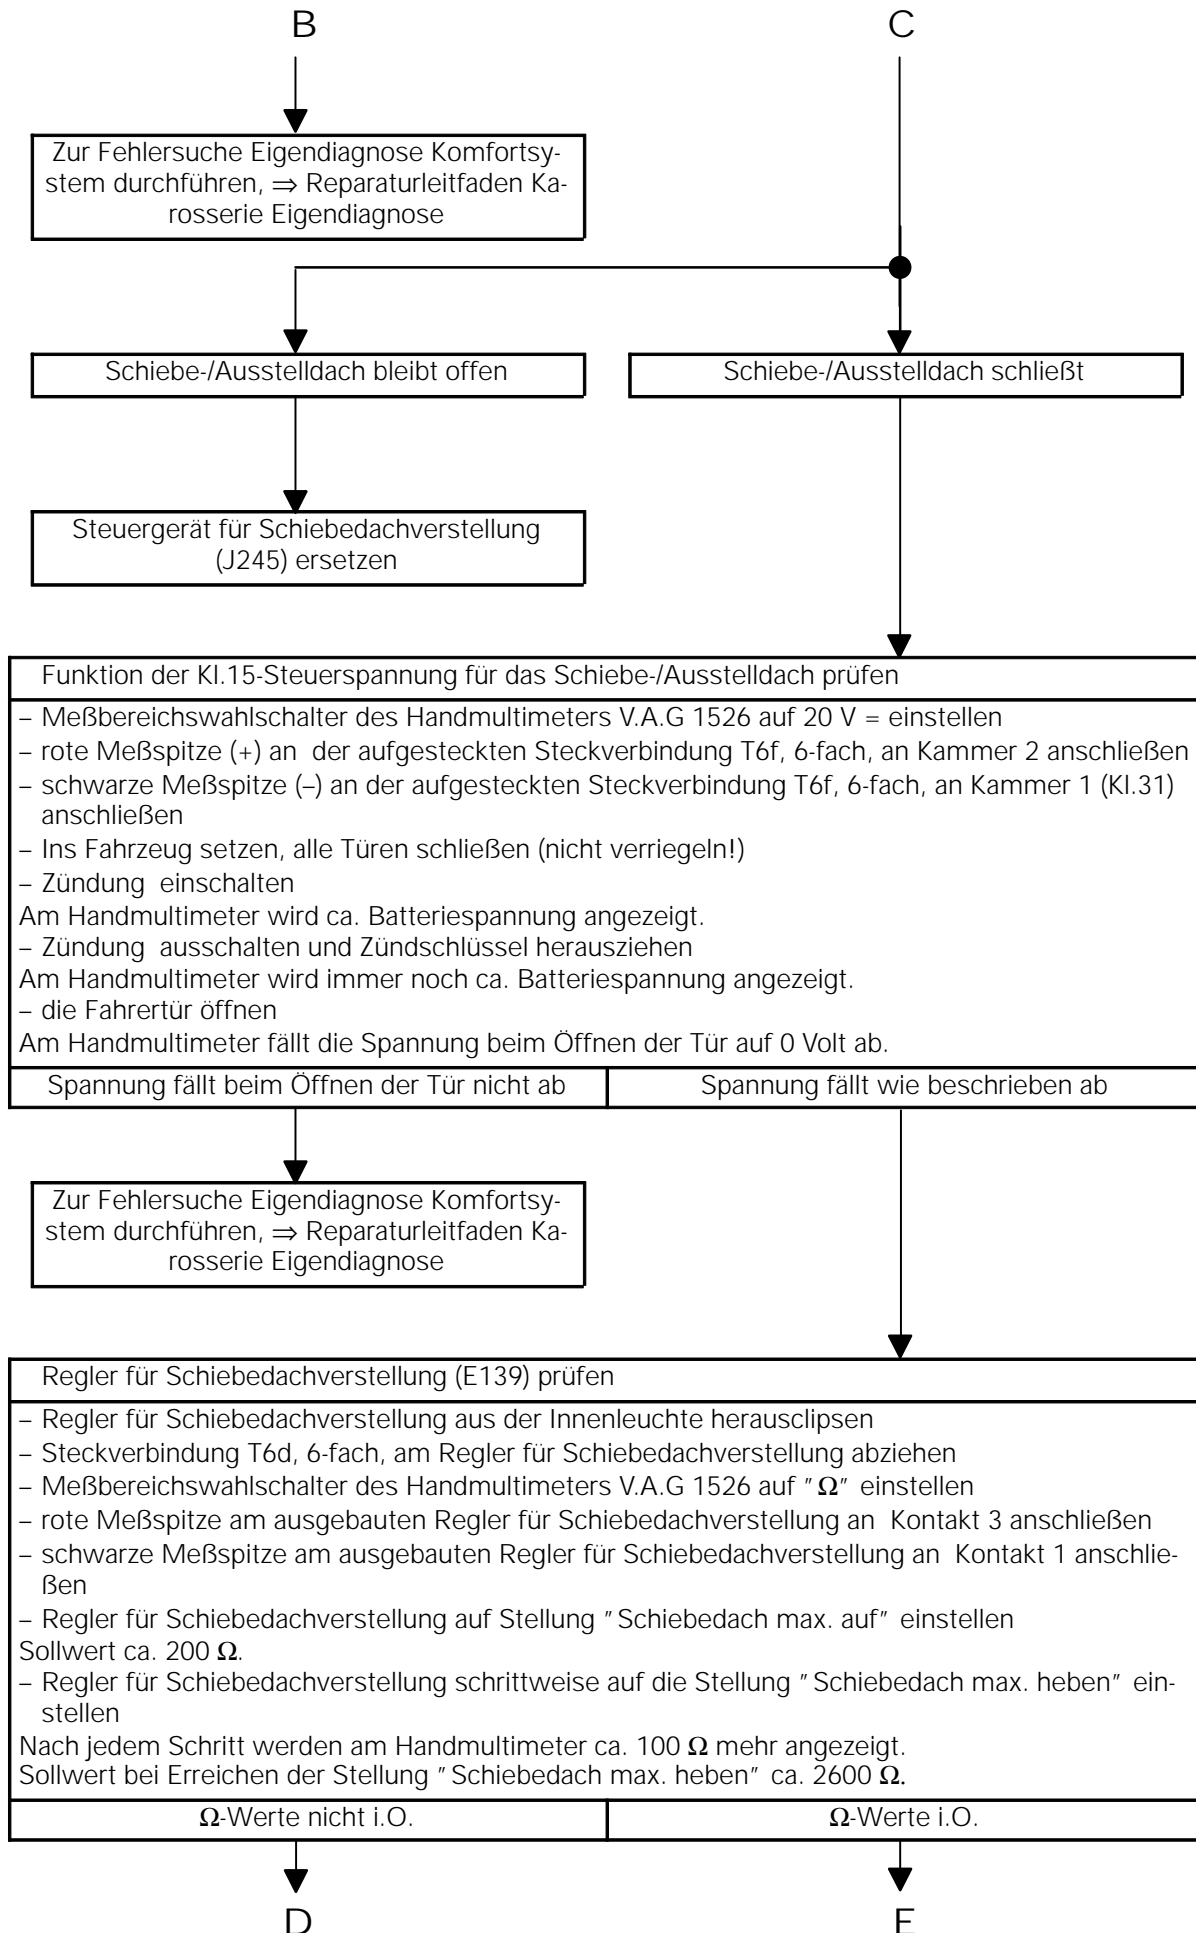 B
C
Zur Fehlersuche Eigendiagnose Komfortsy-
stem durchführen, ⇒ Reparaturleitfaden Ka-
rosserie Eigendiagnose
Schiebe-/Ausstelldach bleibt offen
Schiebe-/Ausstelldach schließt
Steuergerät für Schiebedachverstellung
(J245) ersetzen
Funktion der Kl.15-Steuerspannung für das Schiebe-/Ausstelldach prüfen
– Meßbereichswahlschalter des Handmultimeters V.A.G 1526 auf 20 V = einstellen
– rote Meßspitze (+) an der aufgesteckten Steckverbindung T6f, 6-fach, an Kammer 2 anschließen
– schwarze Meßspitze (–) an der aufgesteckten Steckverbindung T6f, 6-fach, an Kammer 1 (Kl.31)
anschließen
– Ins Fahrzeug setzen, alle Türen schließen (nicht verriegeln!)
– Zündung einschalten
Am Handmultimeter wird ca. Batteriespannung angezeigt.
– Zündung ausschalten und Zündschlüssel herausziehen
Am Handmultimeter wird immer noch ca. Batteriespannung angezeigt.
– die Fahrertür öffnen
Am Handmultimeter fällt die Spannung beim Öffnen der Tür auf 0 Volt ab.
Spannung fällt beim Öffnen der Tür nicht ab
Spannung fällt wie beschrieben ab
Zur Fehlersuche Eigendiagnose Komfortsy-
stem durchführen, ⇒ Reparaturleitfaden Ka-
rosserie Eigendiagnose
Regler für Schiebedachverstellung (E139) prüfen
– Regler für Schiebedachverstellung aus der Innenleuchte herausclipsen
– Steckverbindung T6d, 6-fach, am Regler für Schiebedachverstellung abziehen
– Meßbereichswahlschalter des Handmultimeters V.A.G 1526 auf "Ω" einstellen
– rote Meßspitze am ausgebauten Regler für Schiebedachverstellung an Kontakt 3 anschließen
– schwarze Meßspitze am ausgebauten Regler für Schiebedachverstellung an Kontakt 1 anschlie-
ßen
– Regler für Schiebedachverstellung auf Stellung "Schiebedach max. auf" einstellen
Sollwert ca. 200 Ω.
– Regler für Schiebedachverstellung schrittweise auf die Stellung "Schiebedach max. heben" ein-
stellen
Nach jedem Schritt werden am Handmultimeter ca. 100 Ω mehr angezeigt.
Sollwert bei Erreichen der Stellung "Schiebedach max. heben" ca. 2600 Ω.
Ω-Werte nicht i.O.
Ω-Werte i.O.
D
E